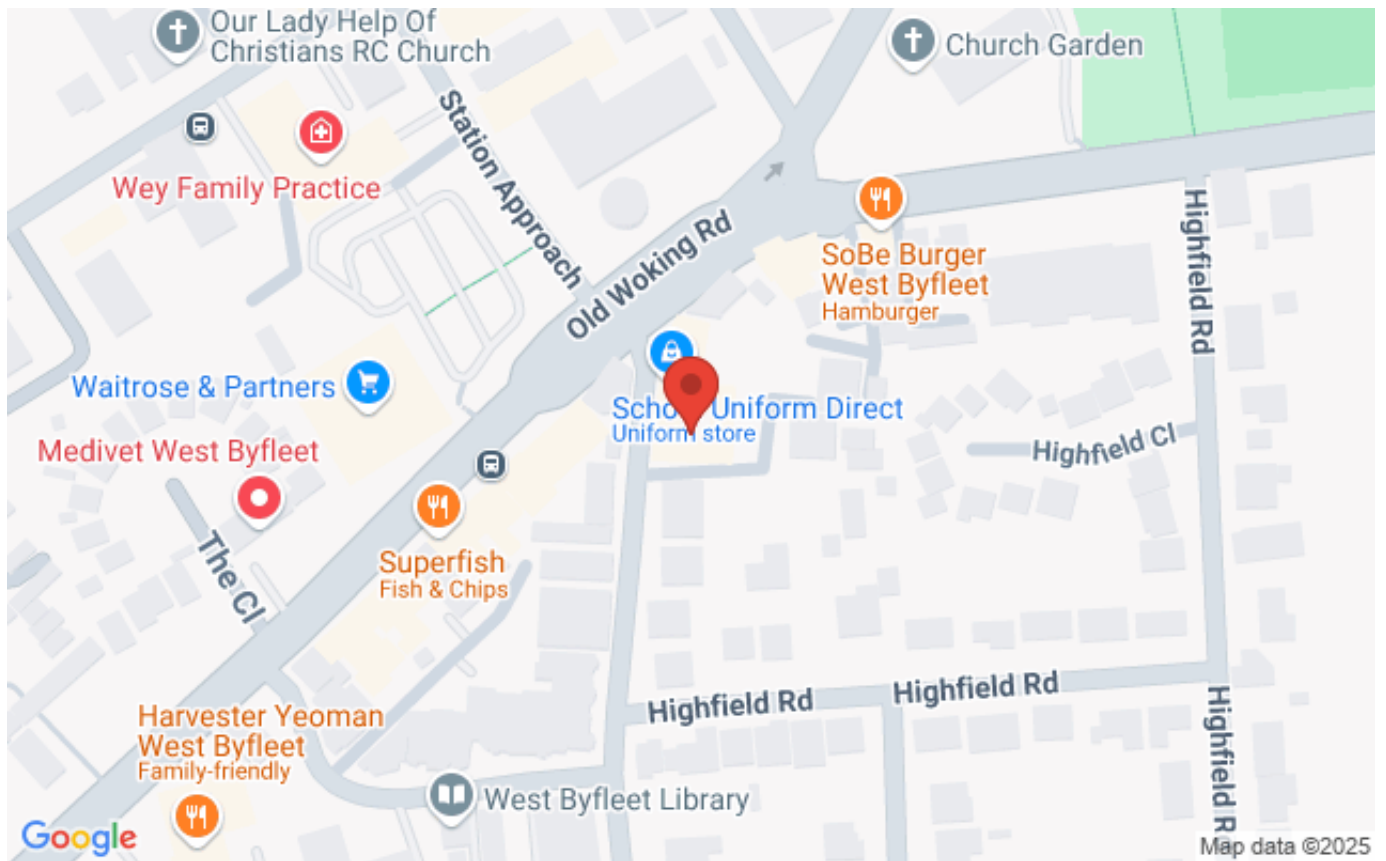 Our Lady Help Of
Christians RC Church
Church Garden
Station Approach
Wey Family Practice
Old Woking Rd
Highfield Rd
SoBe Burger
West Byfleet
Hamburger
Waitrose & Partners
Uniform Direct
Uniform store
Highfield Cl
Medivet West Byfleet
The Cl
Superfish
Fish & Chips
Highfield Rd
Highfield Rd
Highfield Rd
Harvester Yeoman
West Byfleet
Family-friendly
West Byfleet Library
Google
Map data ©2025